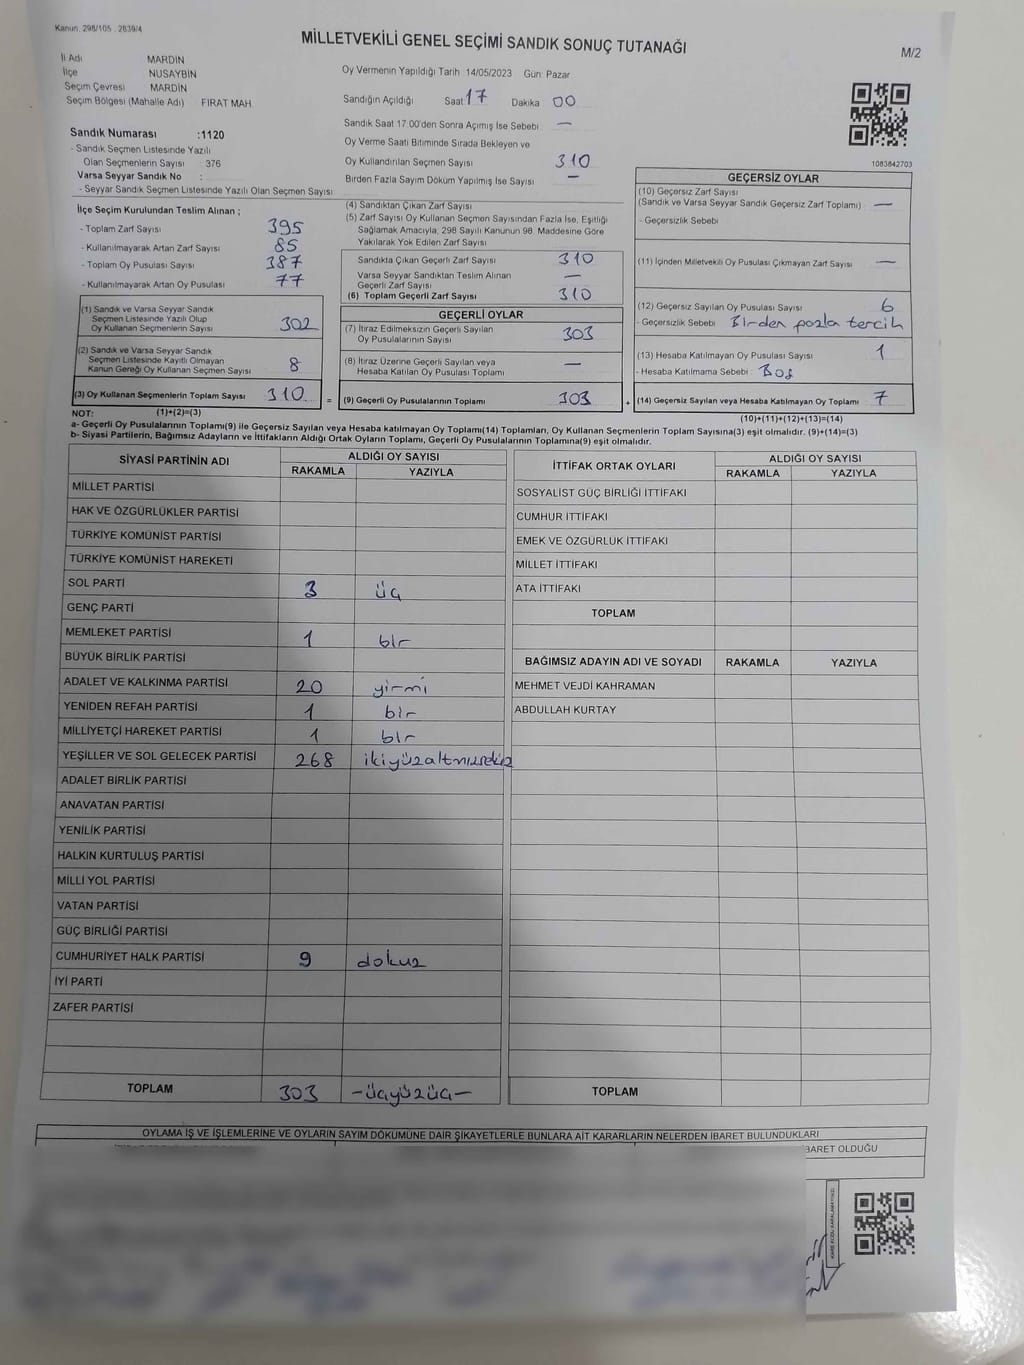 Kanun, 298/105 . 2839/4
MİLLETVEKİLİ GENEL SEÇİMİ SANDIK SONUÇ TUTANAĞI
M/2
İl Adı MARDİN
İlçe NUSAYBİN
Seçim Çevresi MARDİN
Seçim Bölgesi (Mahalle Adı) FIRAT MAH.
Oy Vermenin Yapıldığı Tarih 14/05/2023 Gün: Pazar
Sandığın Açıldığı Saat 17 Dakika 00
Sandık Saat 17.00'den Sonra Açımış İse Sebebi : —
Oy Verme Saati Bitiminde Sırada Bekleyen ve
Oy Kullandırılan Seçmen Sayısı 310
Birden Fazla Sayım Döküm Yapılmış İse Sayısı —
Sandık Numarası :1120
- Sandık Seçmen Listesinde Yazılı
Olan Seçmenlerin Sayısı : 376
Varsa Seyyar Sandık No :
- Seyyar Sandık Seçmen Listesinde Yazılı Olan Seçmen Sayısı :
1083842703
İlçe Seçim Kurulundan Teslim Alınan ;
- Toplam Zarf Sayısı 395
- Kullanılmayarak Artan Zarf Sayısı 85
- Toplam Oy Pusulası Sayısı 387
- Kullanılmayarak Artan Oy Pusulası 77
(1) Sandık ve Varsa Seyyar Sandık
Seçmen Listesinde Yazılı Olup
Oy Kullanan Seçmenlerin Sayısı 302
(2) Sandık ve Varsa Seyyar Sandık
Seçmen Listesinde Kayıtlı Olmayan
Kanun Gereği Oy Kullanan Seçmen Sayısı 8
(3) Oy Kullanan Seçmenlerin Toplam Sayısı 310 =
(4) Sandıktan Çıkan Zarf Sayısı
(5) Zarf Sayısı Oy Kullanan Seçmen Sayısından Fazla İse, Eşitliği
Sağlamak Amacıyla, 298 Sayılı Kanunun 98. Maddesine Göre
Yakılarak Yok Edilen Zarf Sayısı
Sandıkta Çıkan Geçerli Zarf Sayısı 310
Varsa Seyyar Sandıktan Teslim Alınan
Geçerli Zarf Sayısı —
(6) Toplam Geçerli Zarf Sayısı 310
GEÇERLİ OYLAR
(7) İtiraz Edilmeksizin Geçerli Sayılan
Oy Pusulalarının Sayısı 303
(8) İtiraz Üzerine Geçerli Sayılan veya
Hesaba Katılan Oy Pusulası Toplamı —
(9) Geçerli Oy Pusulalarının Toplamı 303 +
GEÇERSİZ OYLAR
(10) Geçersiz Zarf Sayısı
(Sandık ve Varsa Seyyar Sandık Geçersiz Zarf Toplamı) —
- Geçersizlik Sebebi
(11) İçinden Milletvekili Oy Pusulası Çıkmayan Zarf Sayısı —
(12) Geçersiz Sayılan Oy Pusulası Sayısı 6
- Geçersizlik Sebebi : Birden pazla tercih
(13) Hesaba Katılmayan Oy Pusulası Sayısı 1
- Hesaba Katılmama Sebebi : Boş
(14) Geçersiz Sayılan veya Hesaba Katılmayan Oy Toplamı 7
NOT: (1)+(2)=(3)
(10)+(11)+(12)+(13)=(14)
a- Geçerli Oy Pusulalarının Toplamı(9) ile Geçersiz Sayılan veya Hesaba katılmayan Oy Toplamı(14) Toplamları, Oy Kullanan Seçmenlerin Toplam Sayısına(3) eşit olmalıdır. (9)+(14)=(3)
b- Siyasi Partilerin, Bağımsız Adayların ve İttifakların Aldığı Ortak Oyların Toplamı, Geçerli Oy Pusulalarının Toplamına(9) eşit olmalıdır.
SİYASİ PARTİNİN ADI ALDIĞI OY SAYISI
RAKAMLA YAZIYLA
MİLLET PARTİSİ
HAK VE ÖZGÜRLÜKLER PARTİSİ
TÜRKİYE KOMÜNİST PARTİSİ
TÜRKİYE KOMÜNİST HAREKETİ
SOL PARTİ 3 üç
GENÇ PARTİ
MEMLEKET PARTİSİ 1 bir
BÜYÜK BİRLİK PARTİSİ
ADALET VE KALKINMA PARTİSİ 20 yirmi
YENİDEN REFAH PARTİSİ 1 bir
MİLLİYETÇİ HAREKET PARTİSİ 1 bir
YEŞİLLER VE SOL GELECEK PARTİSİ 268 ikiyüzaltmışsekiz
ADALET BİRLİK PARTİSİ
ANAVATAN PARTİSİ
YENİLİK PARTİSİ
HALKIN KURTULUŞ PARTİSİ
MİLLİ YOL PARTİSİ
VATAN PARTİSİ
GÜÇ BİRLİĞİ PARTİSİ
CUMHURİYET HALK PARTİSİ 9 dokuz
İYİ PARTİ
ZAFER PARTİSİ
TOPLAM 303 —üçyüzüç—
İTTİFAK ORTAK OYLARI ALDIĞI OY SAYISI
RAKAMLA YAZIYLA
SOSYALİST GÜÇ BİRLİĞİ İTTİFAKI
CUMHUR İTTİFAKI
EMEK VE ÖZGÜRLÜK İTTİFAKI
MİLLET İTTİFAKI
ATA İTTİFAKI
TOPLAM
BAĞIMSIZ ADAYIN ADI VE SOYADI RAKAMLA YAZIYLA
MEHMET VEJDİ KAHRAMAN
ABDULLAH KURTAY
TOPLAM
OYLAMA İŞ VE İŞLEMLERİNE VE OYLARIN SAYIM DÖKÜMÜNE DAİR ŞİKAYETLERLE BUNLARA AİT KARARLARIN NELERDEN İBARET BULUNDUKLARI
BARET OLDUĞU
KARE KODU KARALAMAYINIZ!